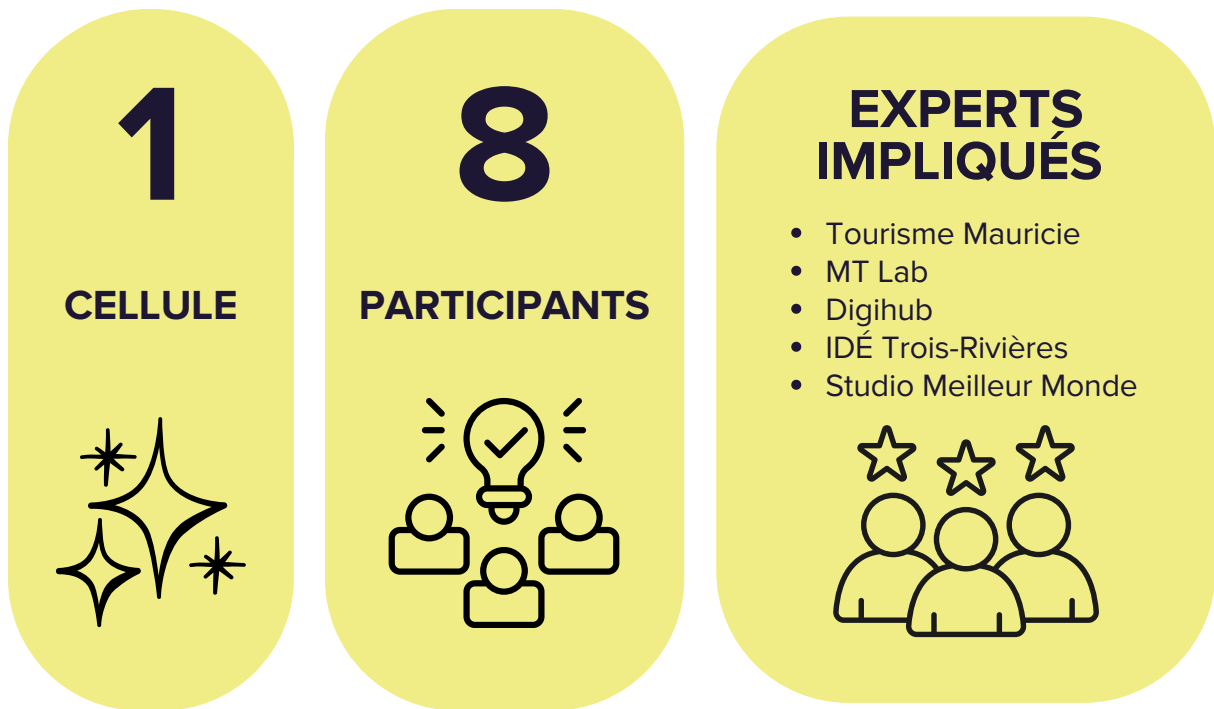 1
CELLULE
8
PARTICIPANTS
EXPERTS
IMPLIQUÉS
• Tourisme Mauricie
• MT Lab
• Digihub
• IDÉ Trois-Rivières
• Studio Meilleur Monde